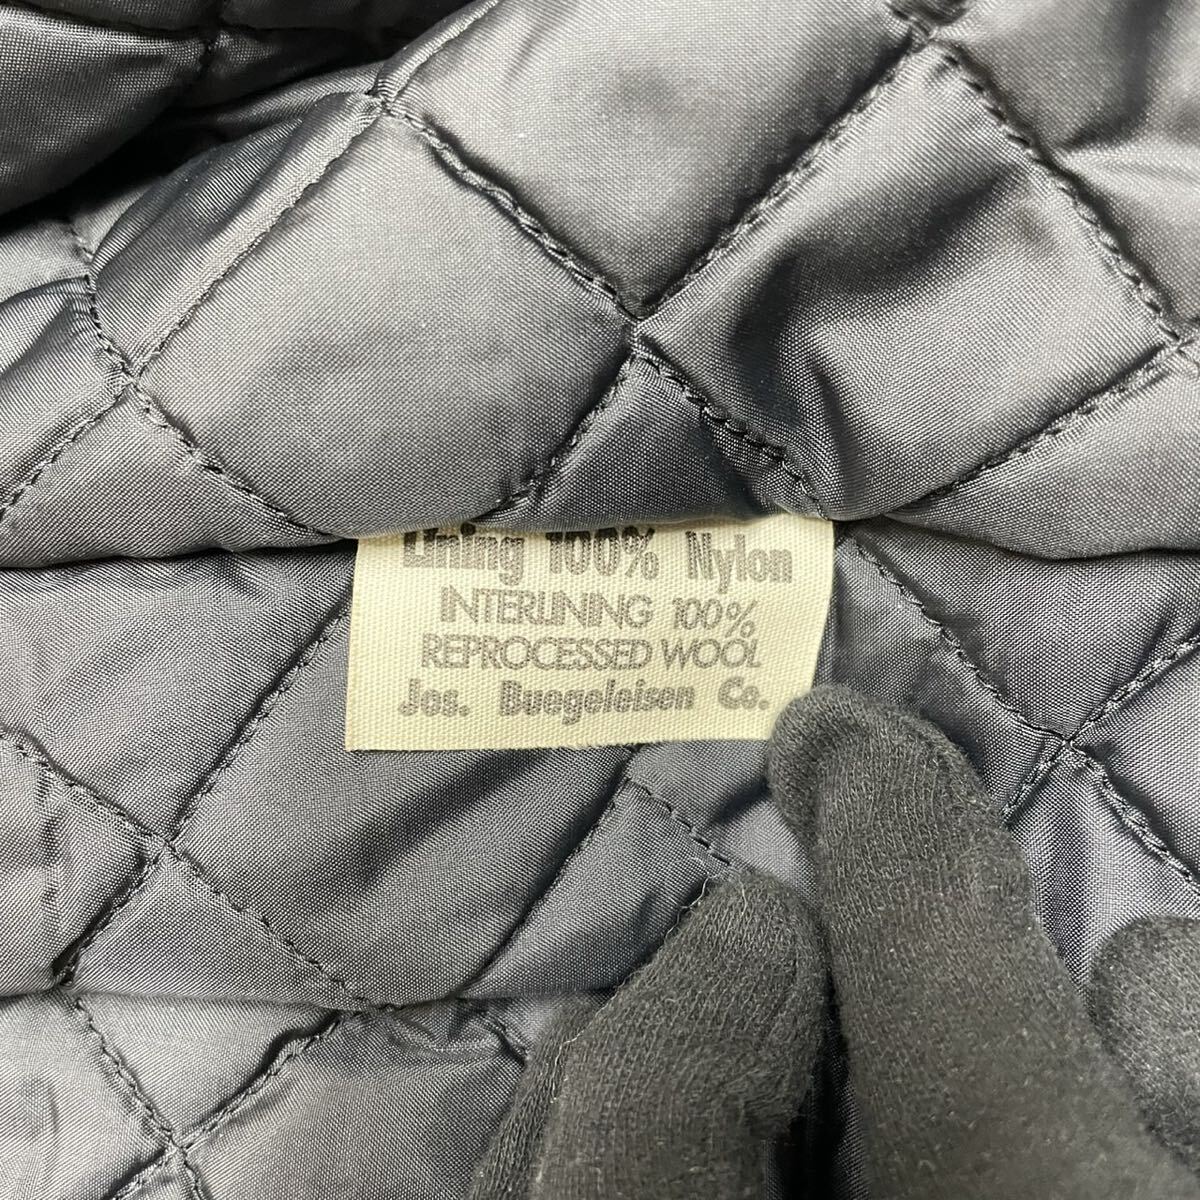 Lining 100% Nylon
INTERLINING 100%
REPROCESSED WOOL
Jos. Buegeleisen Co.